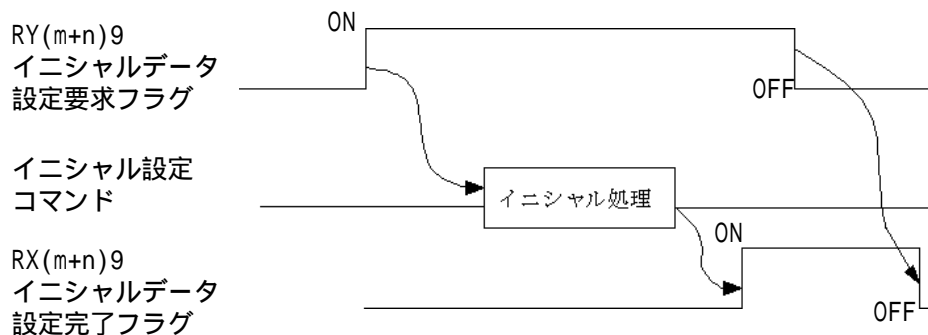 RY(m+n)9
イニシャルデータ
設定要求フラグ
ON
OFF
イニシャル設定
コマンド
イニシャル処理
RX(m+n)9
イニシャルデータ
設定完了フラグ
ON
OFF